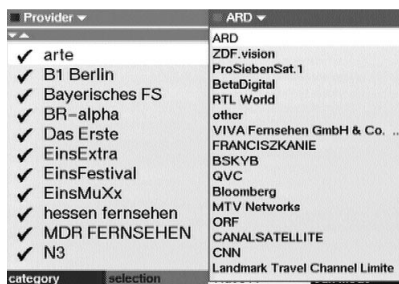 Provider
arte
B1 Berlin
Bayerisches FS
BR-alpha
Das Erste
EinsExtra
EinsFestival
EinsMuXx
hessen fernsehen
MDR FERNSEHEN
N3
category
selection
ARD
ARD
ZDF.vision
ProSiebenSat.1
BetaDigital
RTL World
other
VIVA Fernsehen GmbH & Co. ..
FRANCISZKANIE
BSKYB
QVC
Bloomberg
MTV Networks
ORF
CANALSATELLITE
CNN
Landmark Travel Channel Limite